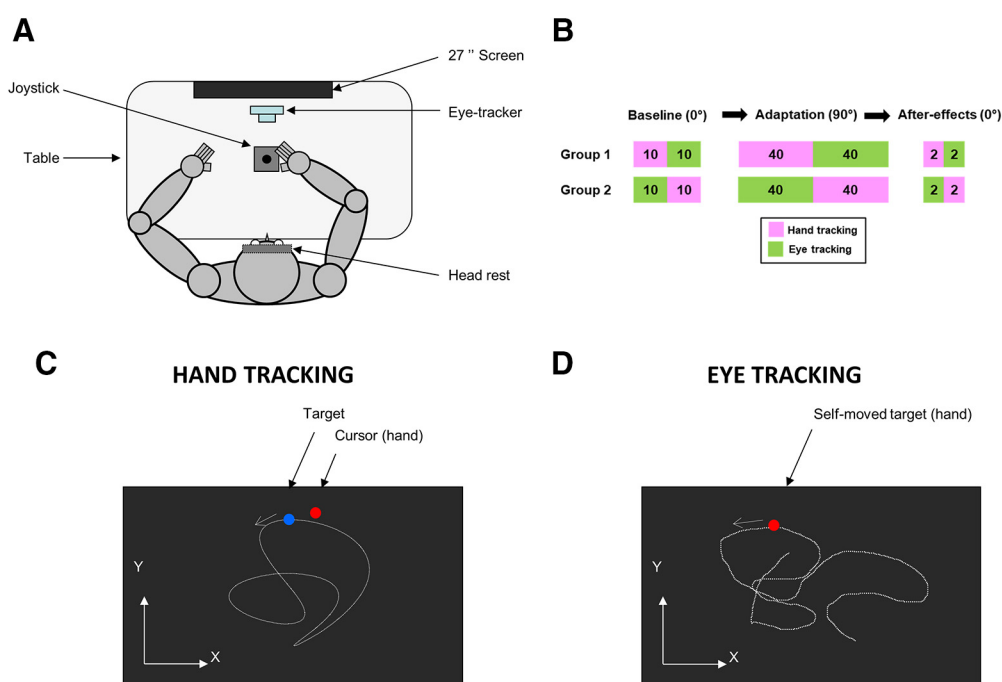 A
27 '' Screen
Joystick
Eye-tracker
Table
Head rest
B
Baseline (0°) Adaptation (90°) After-effects (0°)
Group 1 10 10 40 40 2 2
Group 2 10 10 40 40 2 2
Hand tracking
Eye tracking
C
HAND TRACKING
Target
Cursor (hand)
Y
X
D
EYE TRACKING
Self-moved target (hand)
Y
X